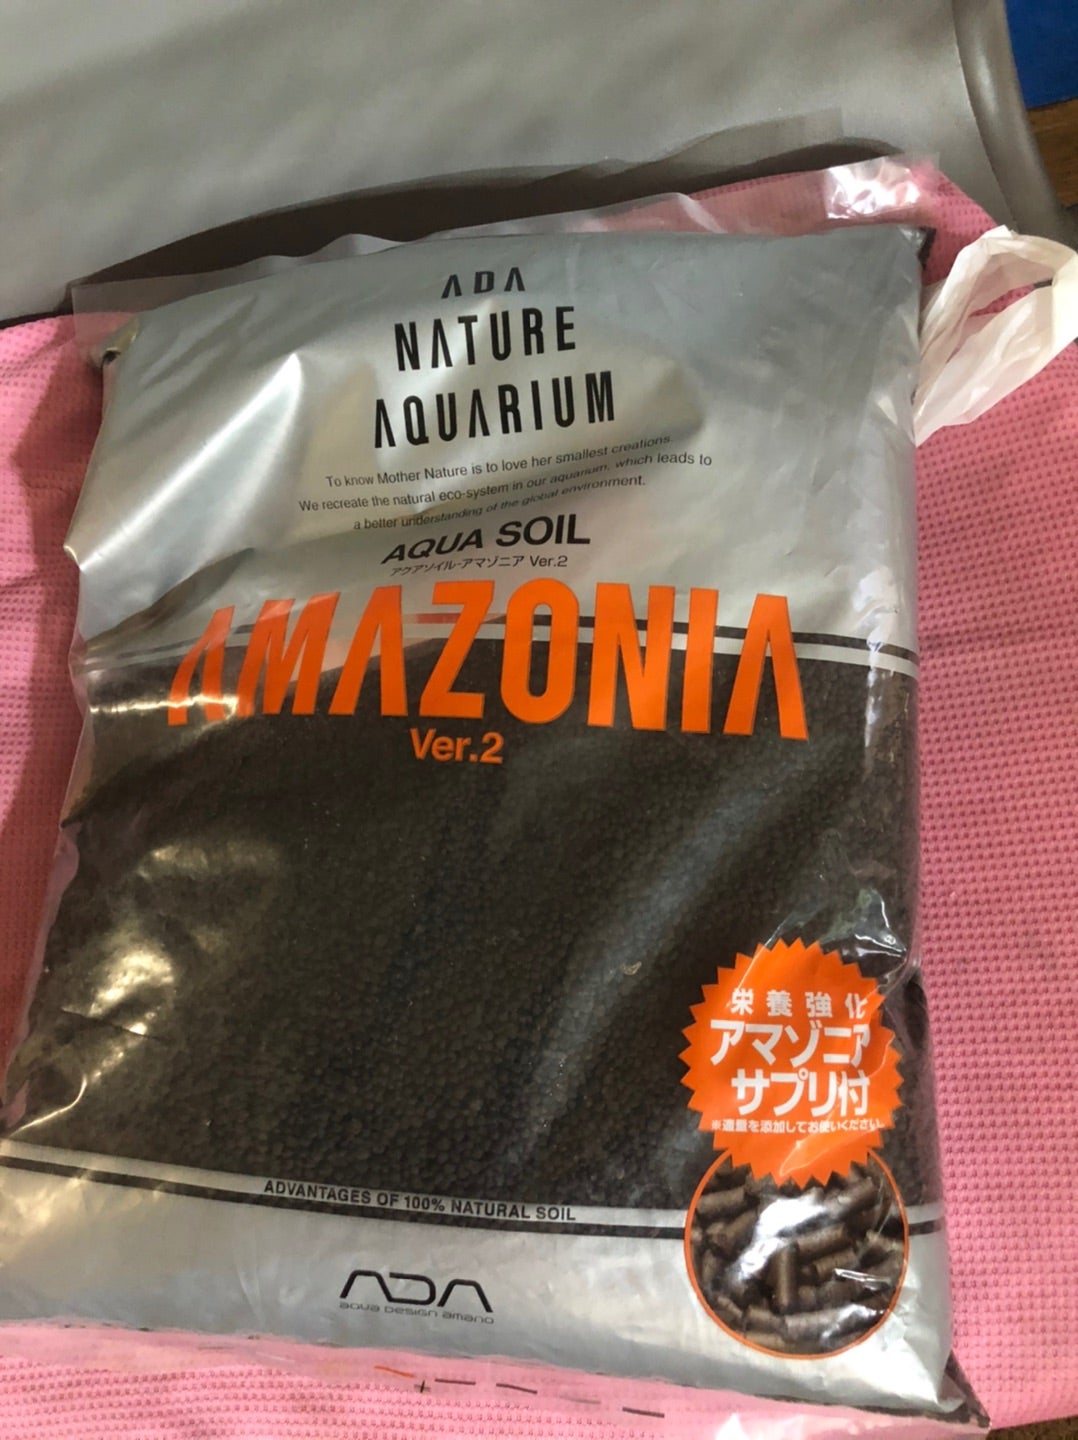 ADA
NATURE
AQUARIUM
To know Mother Nature is to love her smallest creations.
We recreate the natural eco-system in our aquarium, which leads to
a better understanding of the global environment.
AQUA SOIL
アクアソイル-アマゾニア Ver.2
AMAZONIA
Ver.2
栄養強化
アマゾニア
サプリ付
※適量を添加してお使いください。
ADVANTAGES OF 100% NATURAL SOIL
ADA
aqua design amano